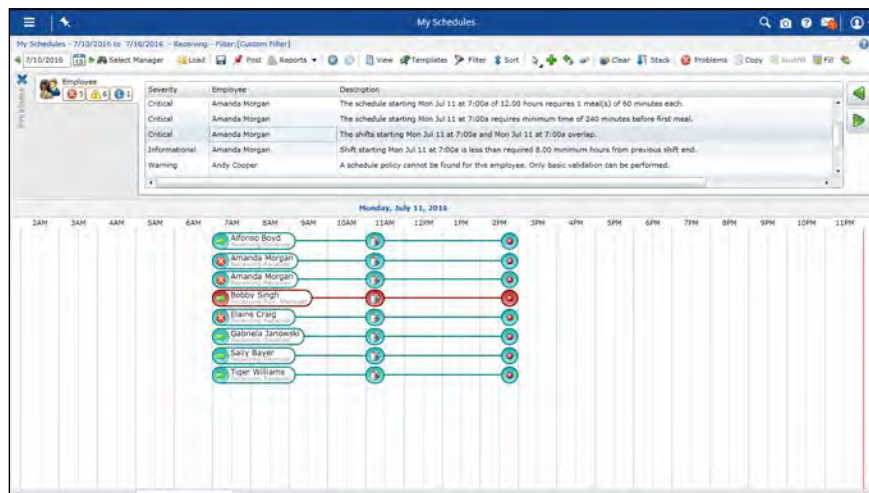 My Schedules
My Schedules - 7/10/2016 to 7/16/2016 - Receiving - Filter:[Custom Filter]
7/10/2016 Select Manager Load Post Reports View Templates Filter Sort Clear Stack Problems Copy Fill
Problems
Employee
5 6 1
Severity Employee Description
Critical Amanda Morgan The schedule starting Mon Jul 11 at 7:00a of 12.00 hours requires 1 meal(s) of 60 minutes each.
Critical Amanda Morgan The schedule starting Mon Jul 11 at 7:00a requires minimum time of 240 minutes before first meal.
Critical Amanda Morgan The shifts starting Mon Jul 11 at 7:00a and Mon Jul 11 at 7:00a overlap.
Informational Amanda Morgan Shift starting Mon Jul 11 at 7:00a is less than required 8.00 minimum hours from previous shift end.
Warning Andy Cooper A schedule policy cannot be found for this employee. Only basic validation can be performed.
Monday, July 11, 2016
2AM 3AM 4AM 5AM 6AM 7AM 8AM 9AM 10AM 11AM 12PM 1PM 2PM 3PM 4PM 5PM 6PM 7PM 8PM 9PM 10PM 11PM
Alfonso Boyd
Amanda Morgan
Amanda Morgan
Bobby Singh
Elaine Craig
Gabriela Janowski
Sally Bayer
Tiger Williams